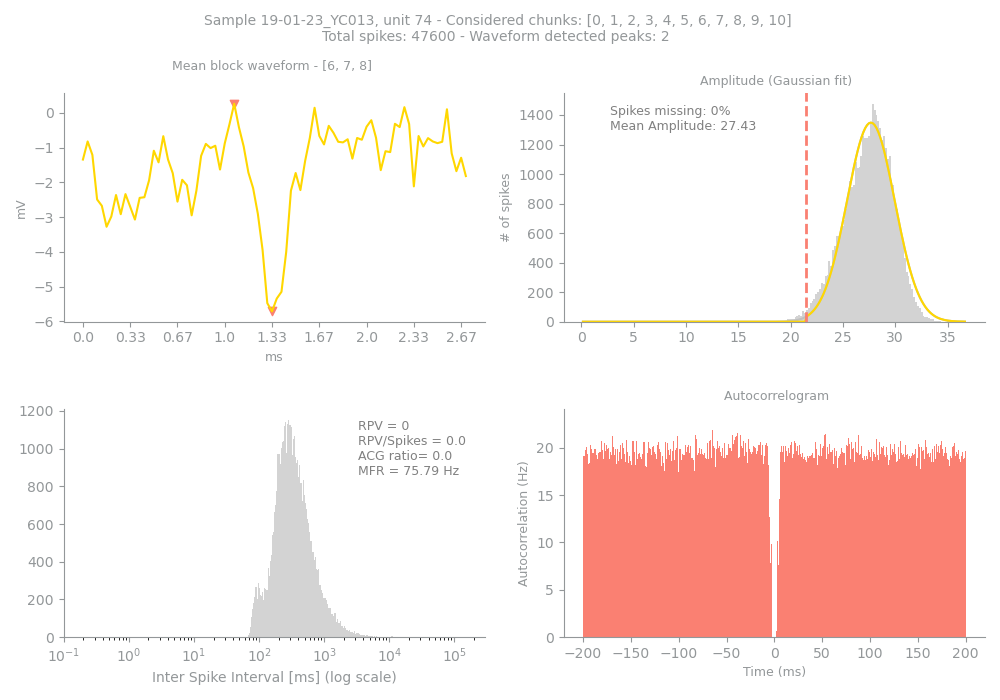 Sample 19-01-23_YC013, unit 74 - Considered chunks: [0, 1, 2, 3, 4, 5, 6, 7, 8, 9, 10]
Total spikes: 47600 - Waveform detected peaks: 2
Mean block waveform - [6, 7, 8]
0
−1
−2
−3
−4
−5
−6
mV
0.0 0.33 0.67 1.0 1.33 1.67 2.0 2.33 2.67
ms
Amplitude (Gaussian fit)
Spikes missing: 0%
Mean Amplitude: 27.43
1400
1200
1000
800
600
400
200
0
# of spikes
0 5 10 15 20 25 30 35
1200
1000
800
600
400
200
0
RPV = 0
RPV/Spikes = 0.0
ACG ratio= 0.0
MFR = 75.79 Hz
10⁻¹ 10⁰ 10¹ 10² 10³ 10⁴ 10⁵
Inter Spike Interval [ms] (log scale)
Autocorrelogram
20
15
10
5
0
Autocorrelation (Hz)
−200 −150 −100 −50 0 50 100 150 200
Time (ms)